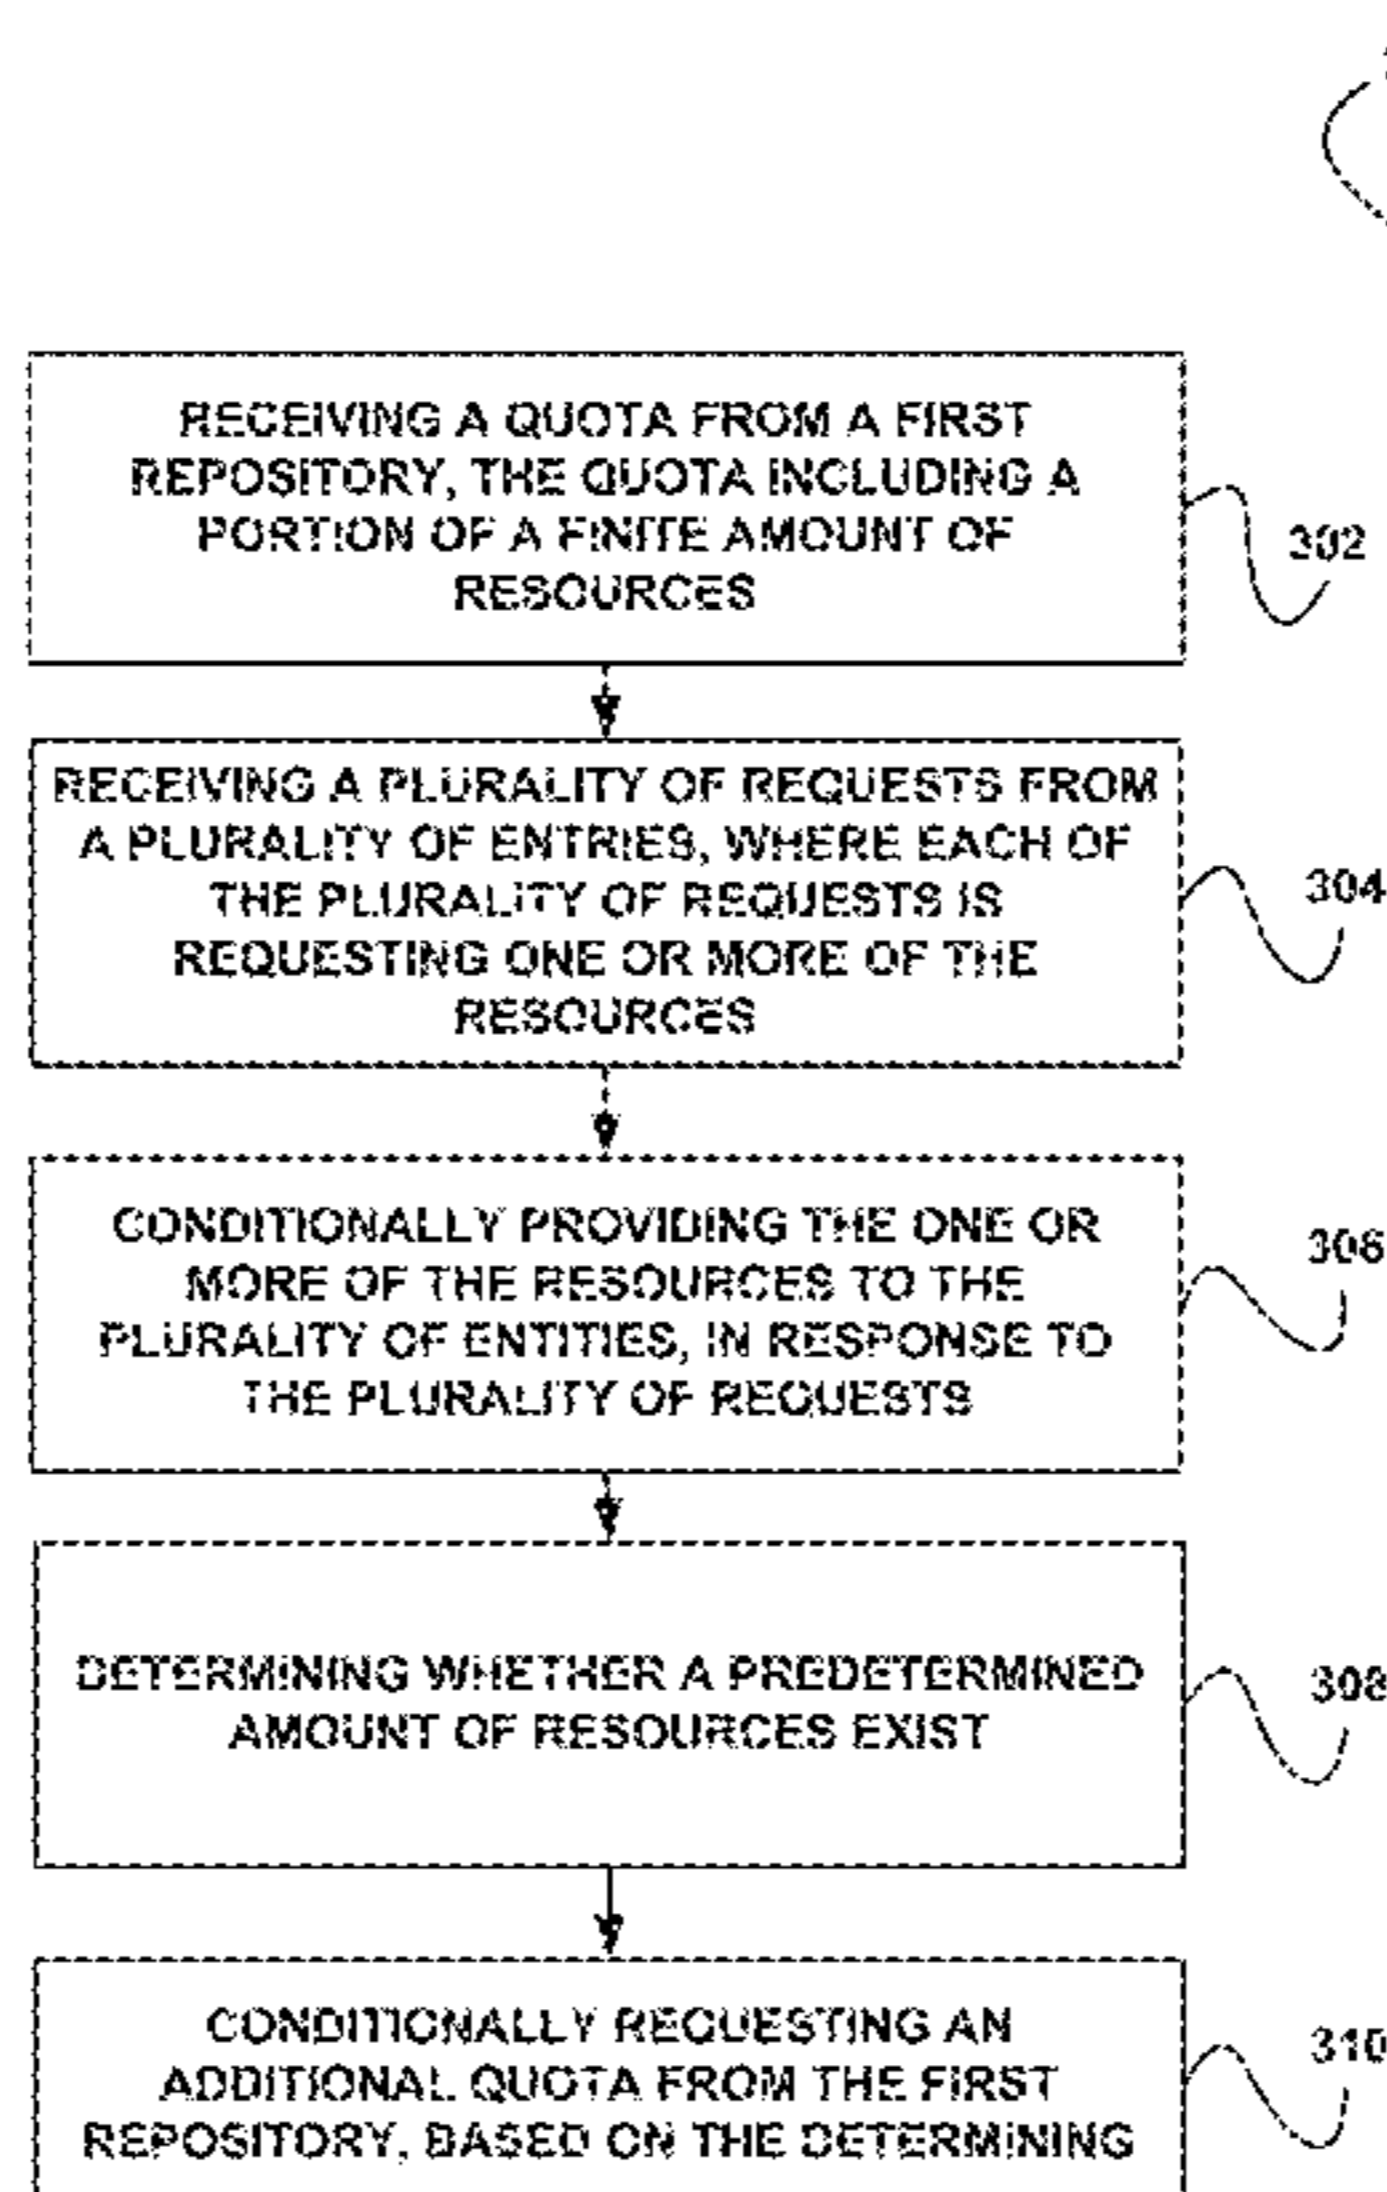 RECEIVING A QUOTA FROM A FIRST
REPOSITORY, THE QUOTA INCLUDING A
PORTION OF A FINITE AMOUNT OF
RESOURCES
302
RECEIVING A PLURALITY OF REQUESTS FROM
A PLURALITY OF ENTRIES, WHERE EACH OF
THE PLURALITY OF REQUESTS IS
REQUESTING ONE OR MORE OF THE
RESOURCES
304
CONDITIONALLY PROVIDING THE ONE OR
MORE OF THE RESOURCES TO THE
PLURALITY OF ENTITIES, IN RESPONSE TO
THE PLURALITY OF REQUESTS
306
DETERMINING WHETHER A PREDETERMINED
AMOUNT OF RESOURCES EXIST
308
CONDITIONALLY REQUESTING AN
ADDITIONAL QUOTA FROM THE FIRST
REPOSITORY, BASED ON THE DETERMINING
310